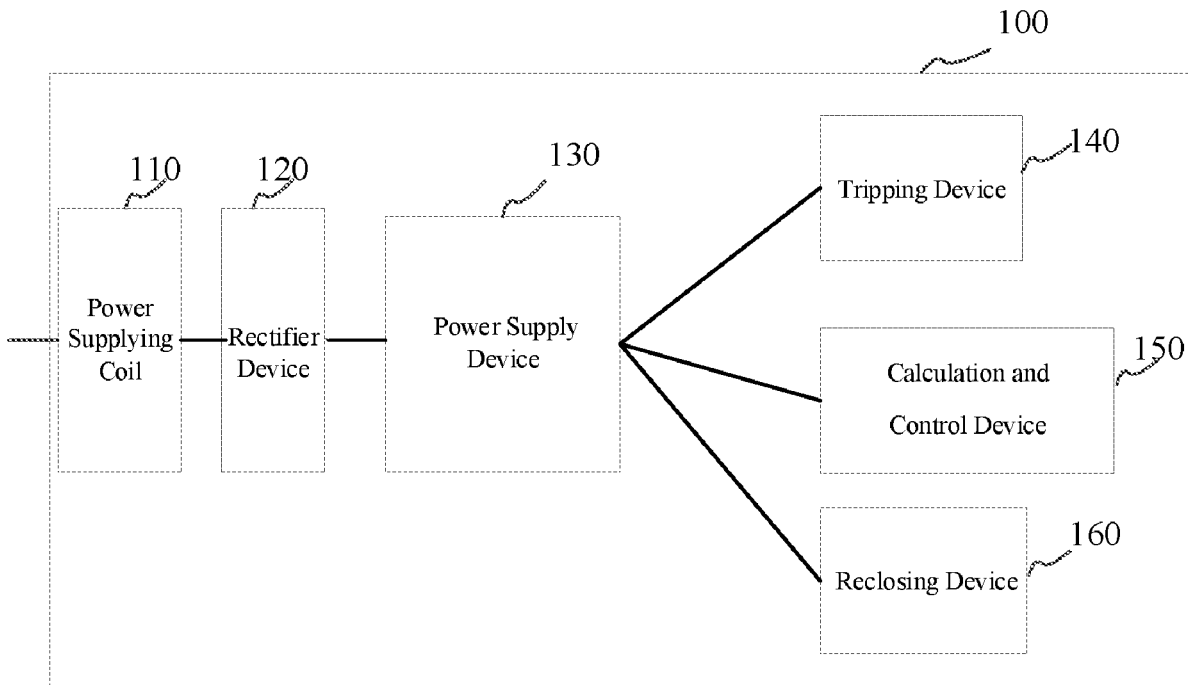 100
110
120
130
140
Tripping Device
Power
Supplying
Coil
Rectifier
Device
Power Supply
Device
150
Calculation and
Control Device
160
Reclosing Device